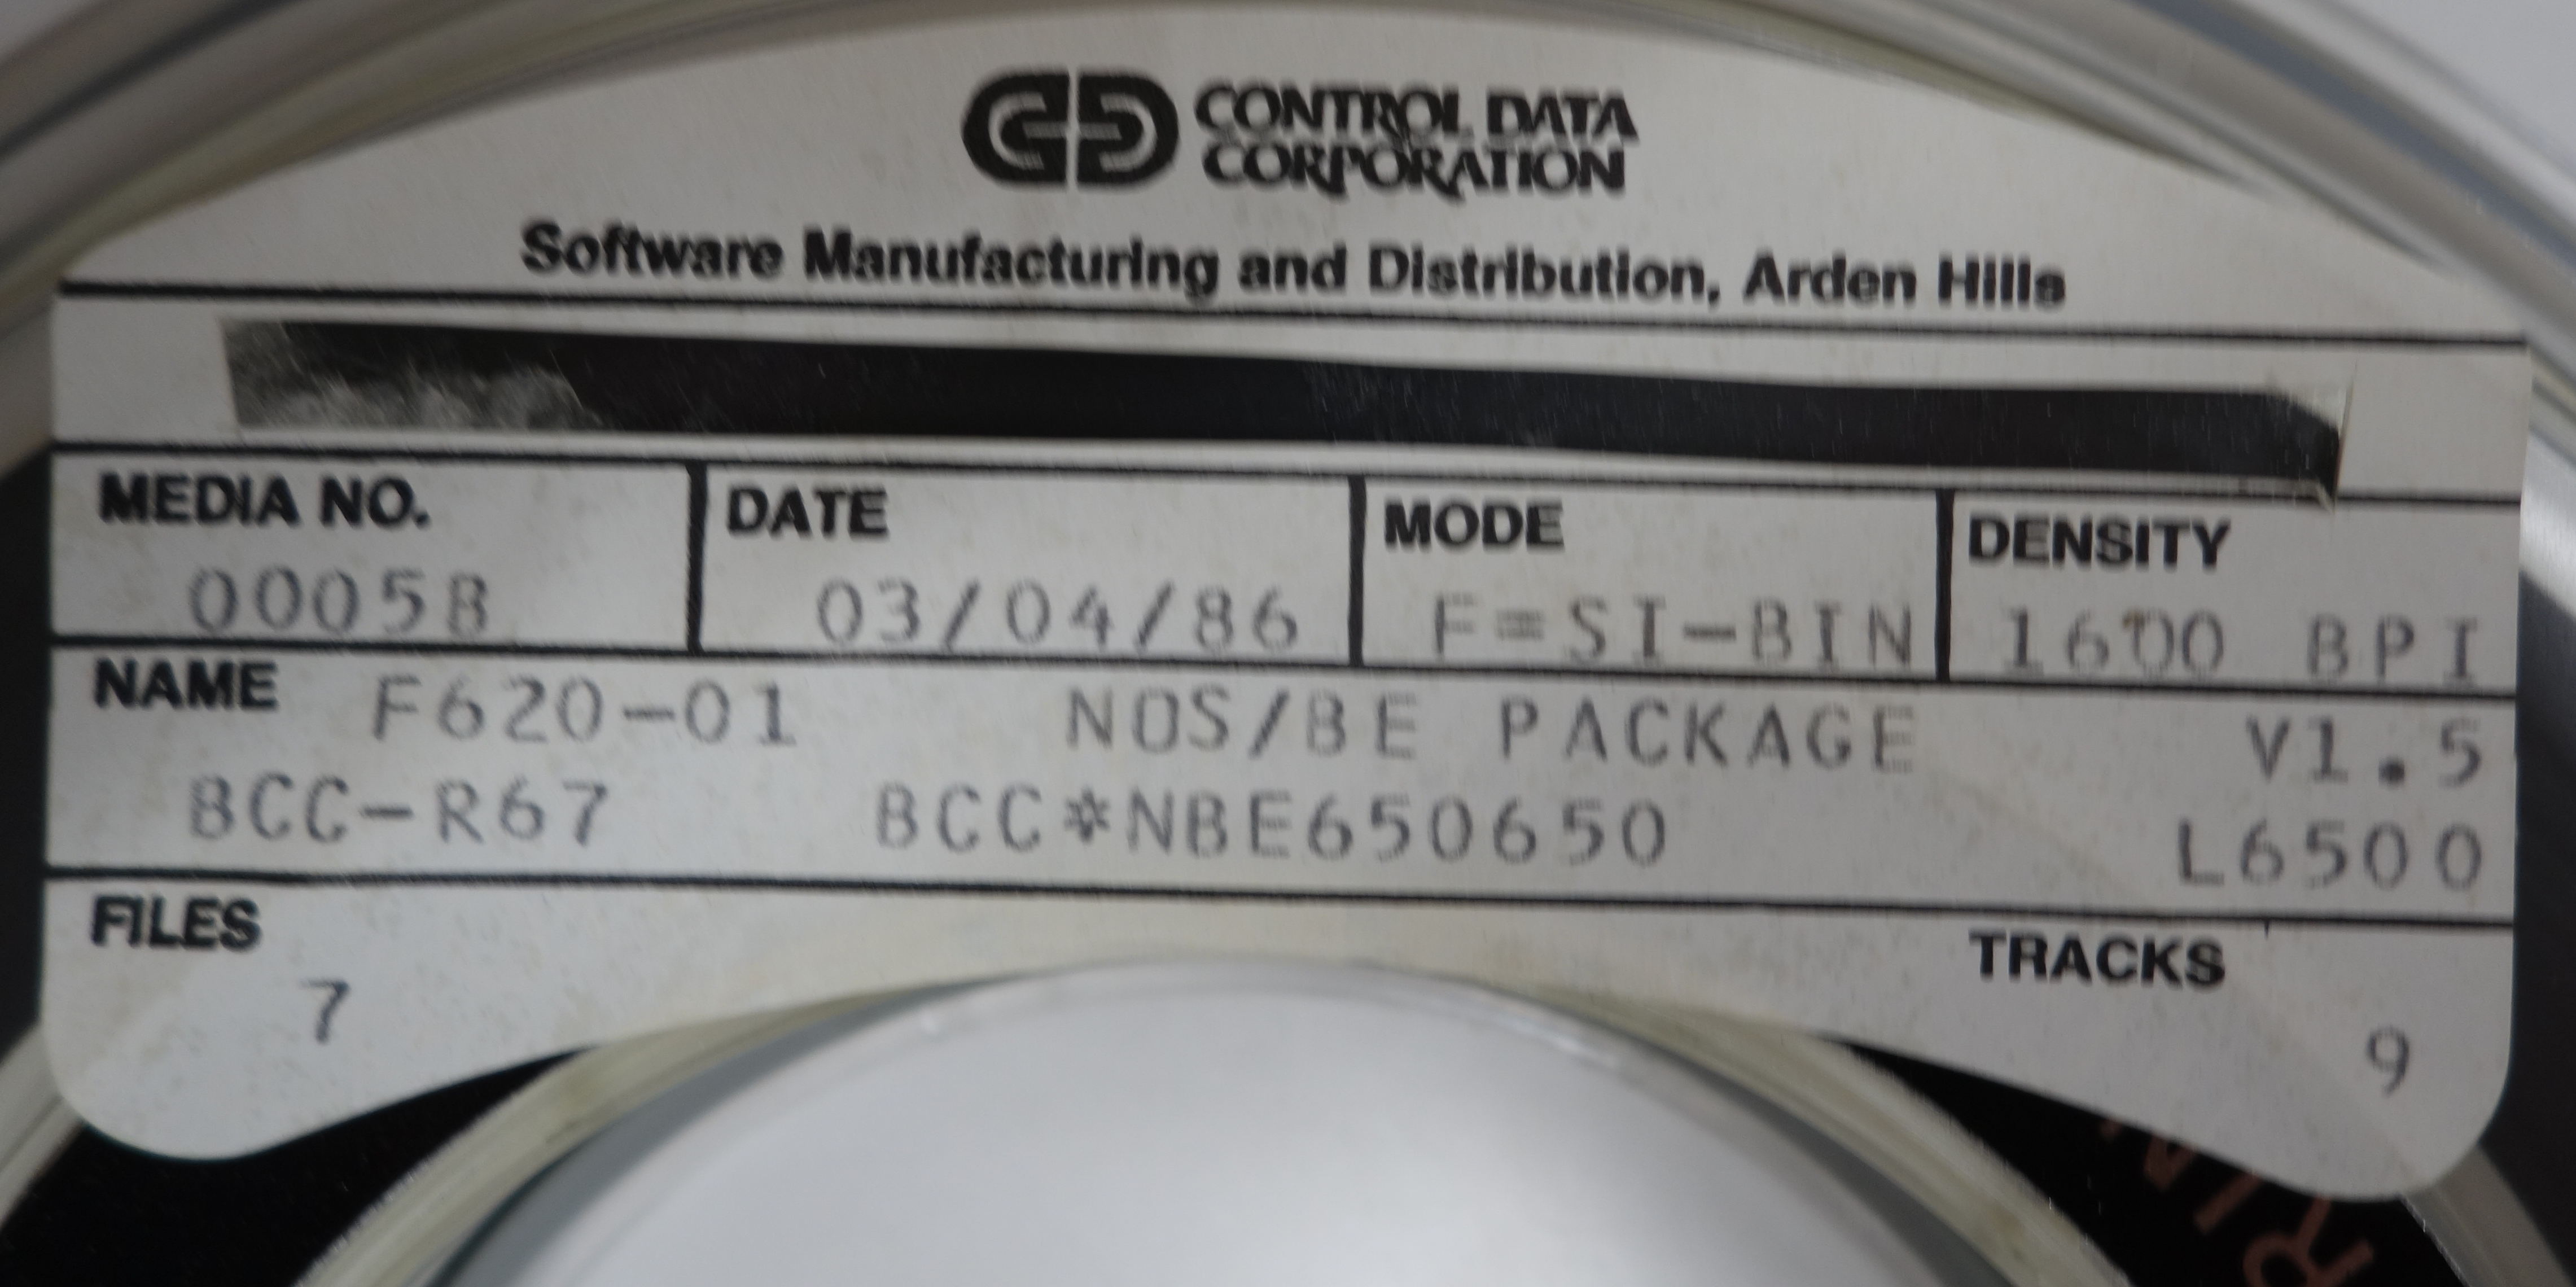 CONTROL DATA
CORPORATION
Software Manufacturing and Distribution, Arden Hills
MEDIA NO. DATE MODE DENSITY
0005B 03/04/86 F=SI-BIN 1600 BPI
NAME F620-01 NOS/BE PACKAGE V1.5
BCC-R67 BCC*NBE650650 L6500
FILES TRACKS
7 9